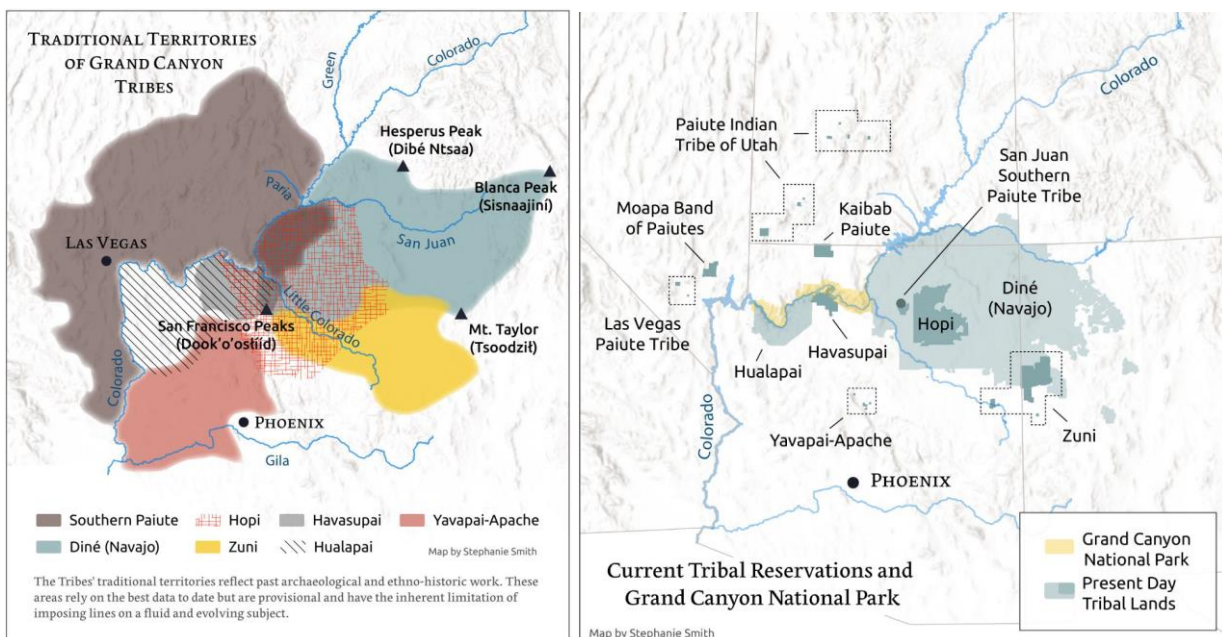 TRADITIONAL TERRITORIES
OF GRAND CANYON
TRIBES
Green
Colorado
Hesperus Peak
(Dibé Ntsaa)
Blanca Peak
(Sisnaajiní)
Paria
San Juan
LAS VEGAS
Little Colorado
San Francisco Peaks
(Dook'o'osłííd)
Mt. Taylor
(Tsoodził)
Colorado
PHOENIX
Gila
Southern Paiute
Hopi
Havasupai
Yavapai-Apache
Diné (Navajo)
Zuni
Hualapai
Map by Stephanie Smith
The Tribes' traditional territories reflect past archaeological and ethno-historic work. These
areas rely on the best data to date but are provisional and have the inherent limitation of
imposing lines on a fluid and evolving subject.
Colorado
Paiute Indian
Tribe of Utah
San Juan
Southern
Paiute Tribe
Moapa Band
of Paiutes
Kaibab
Paiute
Diné
(Navajo)
Hopi
Las Vegas
Paiute Tribe
Havasupai
Hualapai
Colorado
Yavapai-Apache
Zuni
PHOENIX
Grand Canyon
National Park
Present Day
Tribal Lands
Current Tribal Reservations and
Grand Canyon National Park
Map by Stephanie Smith